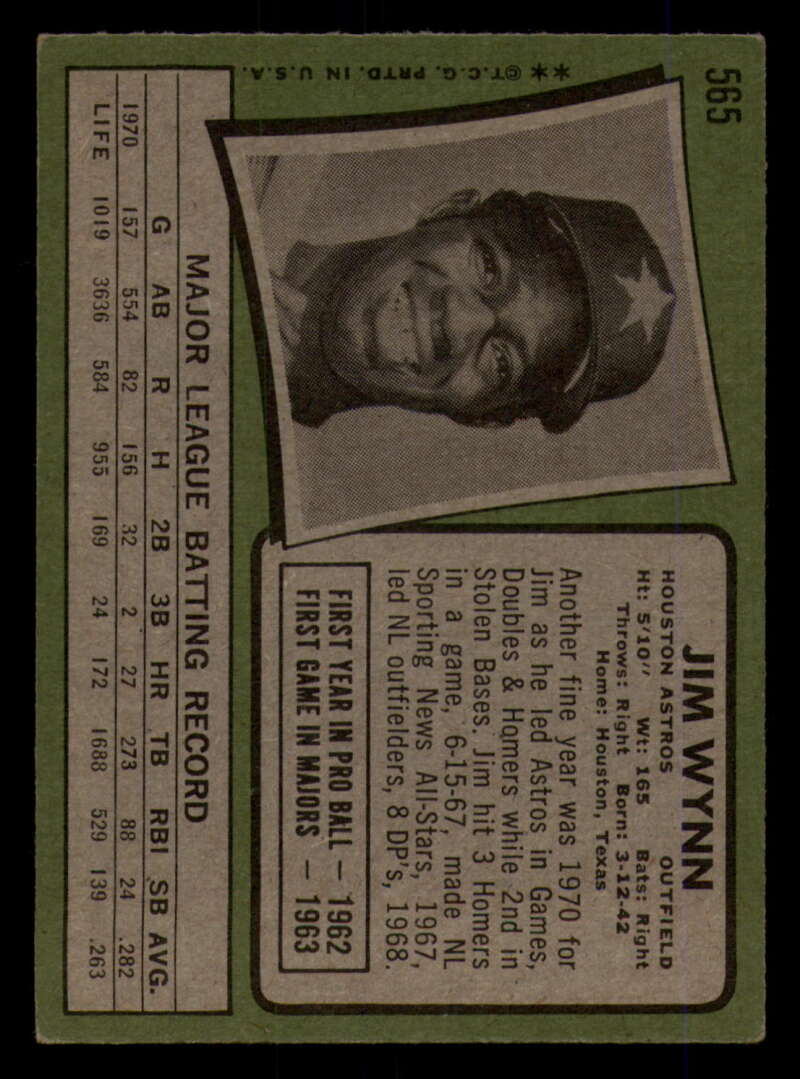 565
**©T.C.G. PRTD. IN U.S.A.
JIM WYNN
HOUSTON ASTROS OUTFIELD
Ht: 5'10" Wt: 165 Bats: Right
Throws: Right Born: 3-12-42
Home: Houston, Texas
Another fine year was 1970 for
Jim as he led Astros in Games,
Doubles & Homers while 2nd in
Stolen Bases. Jim hit 3 Homers
in a game, 6-15-67, made NL
Sporting News All-Stars, 1967,
led NL outfielders, 8 DP's, 1968.
FIRST YEAR IN PRO BALL — 1962
FIRST GAME IN MAJORS — 1963
MAJOR LEAGUE BATTING RECORD
G AB R H 2B 3B HR TB RBI SB AVG.
1970 157 554 82 156 32 2 27 273 88 24 .282
LIFE 1019 3636 584 955 169 24 172 1688 529 139 .263